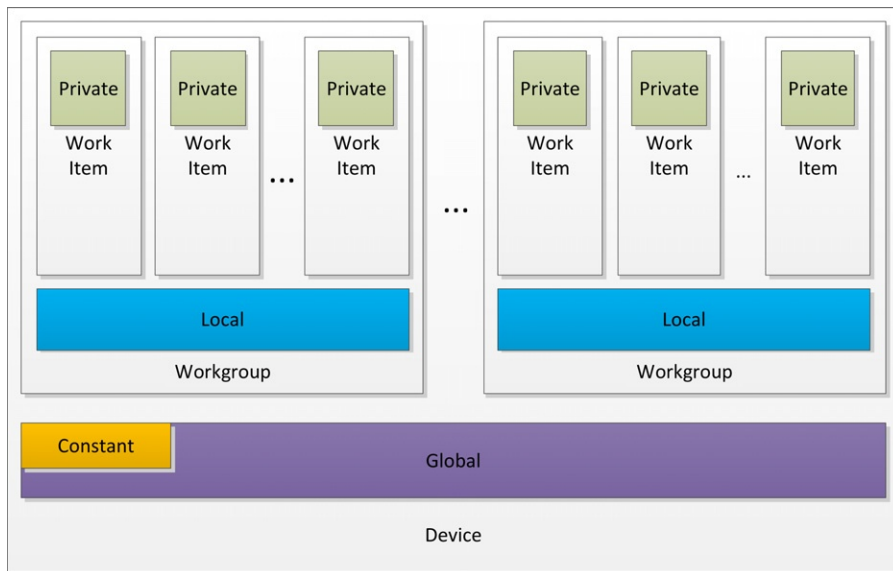 Private
Private
Private
Private
Private
Private
Work
Item
Work
Item
...
Work
Item
...
Work
Item
Work
Item
...
Work
Item
Local
Local
Workgroup
Workgroup
Constant
Global
Device